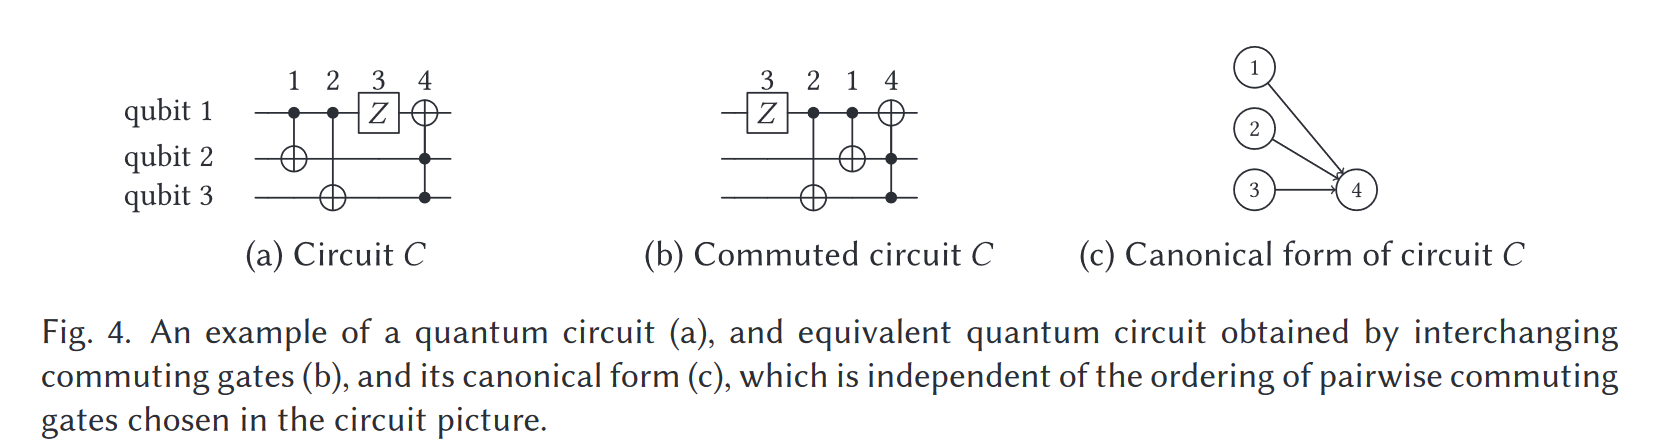 1 2 3 4
qubit 1
Z
qubit 2
qubit 3
(a) Circuit C
3 2 1 4
Z
(b) Commuted circuit C
1
2
3
4
(c) Canonical form of circuit C
Fig. 4. An example of a quantum circuit (a), and equivalent quantum circuit obtained by interchanging
commuting gates (b), and its canonical form (c), which is independent of the ordering of pairwise commuting
gates chosen in the circuit picture.